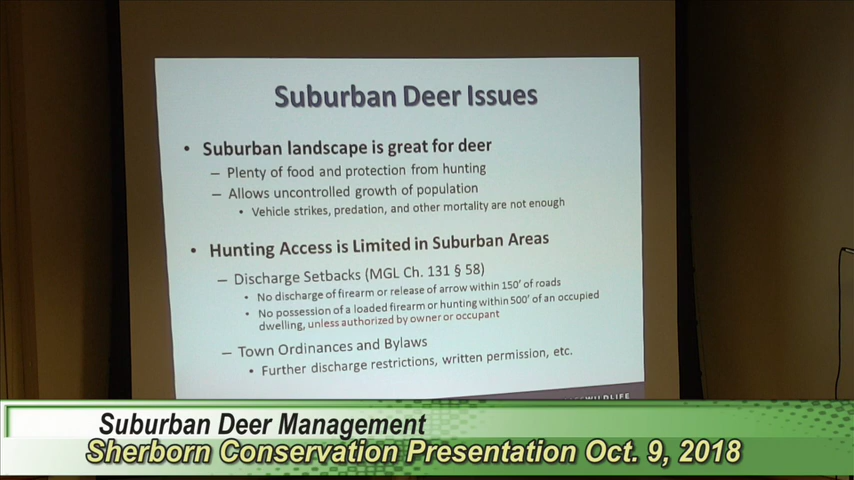 Suburban Deer Issues
• Suburban landscape is great for deer
– Plenty of food and protection from hunting
– Allows uncontrolled growth of population
• Vehicle strikes, predation, and other mortality are not enough
• Hunting Access is Limited in Suburban Areas
– Discharge Setbacks (MGL Ch. 131 § 58)
• No discharge of firearm or release of arrow within 150' of roads
• No possession of a loaded firearm or hunting within 500' of an occupied
dwelling, unless authorized by owner or occupant
– Town Ordinances and Bylaws
• Further discharge restrictions, written permission, etc.
Suburban Deer Management
Sherborn Conservation Presentation Oct. 9, 2018